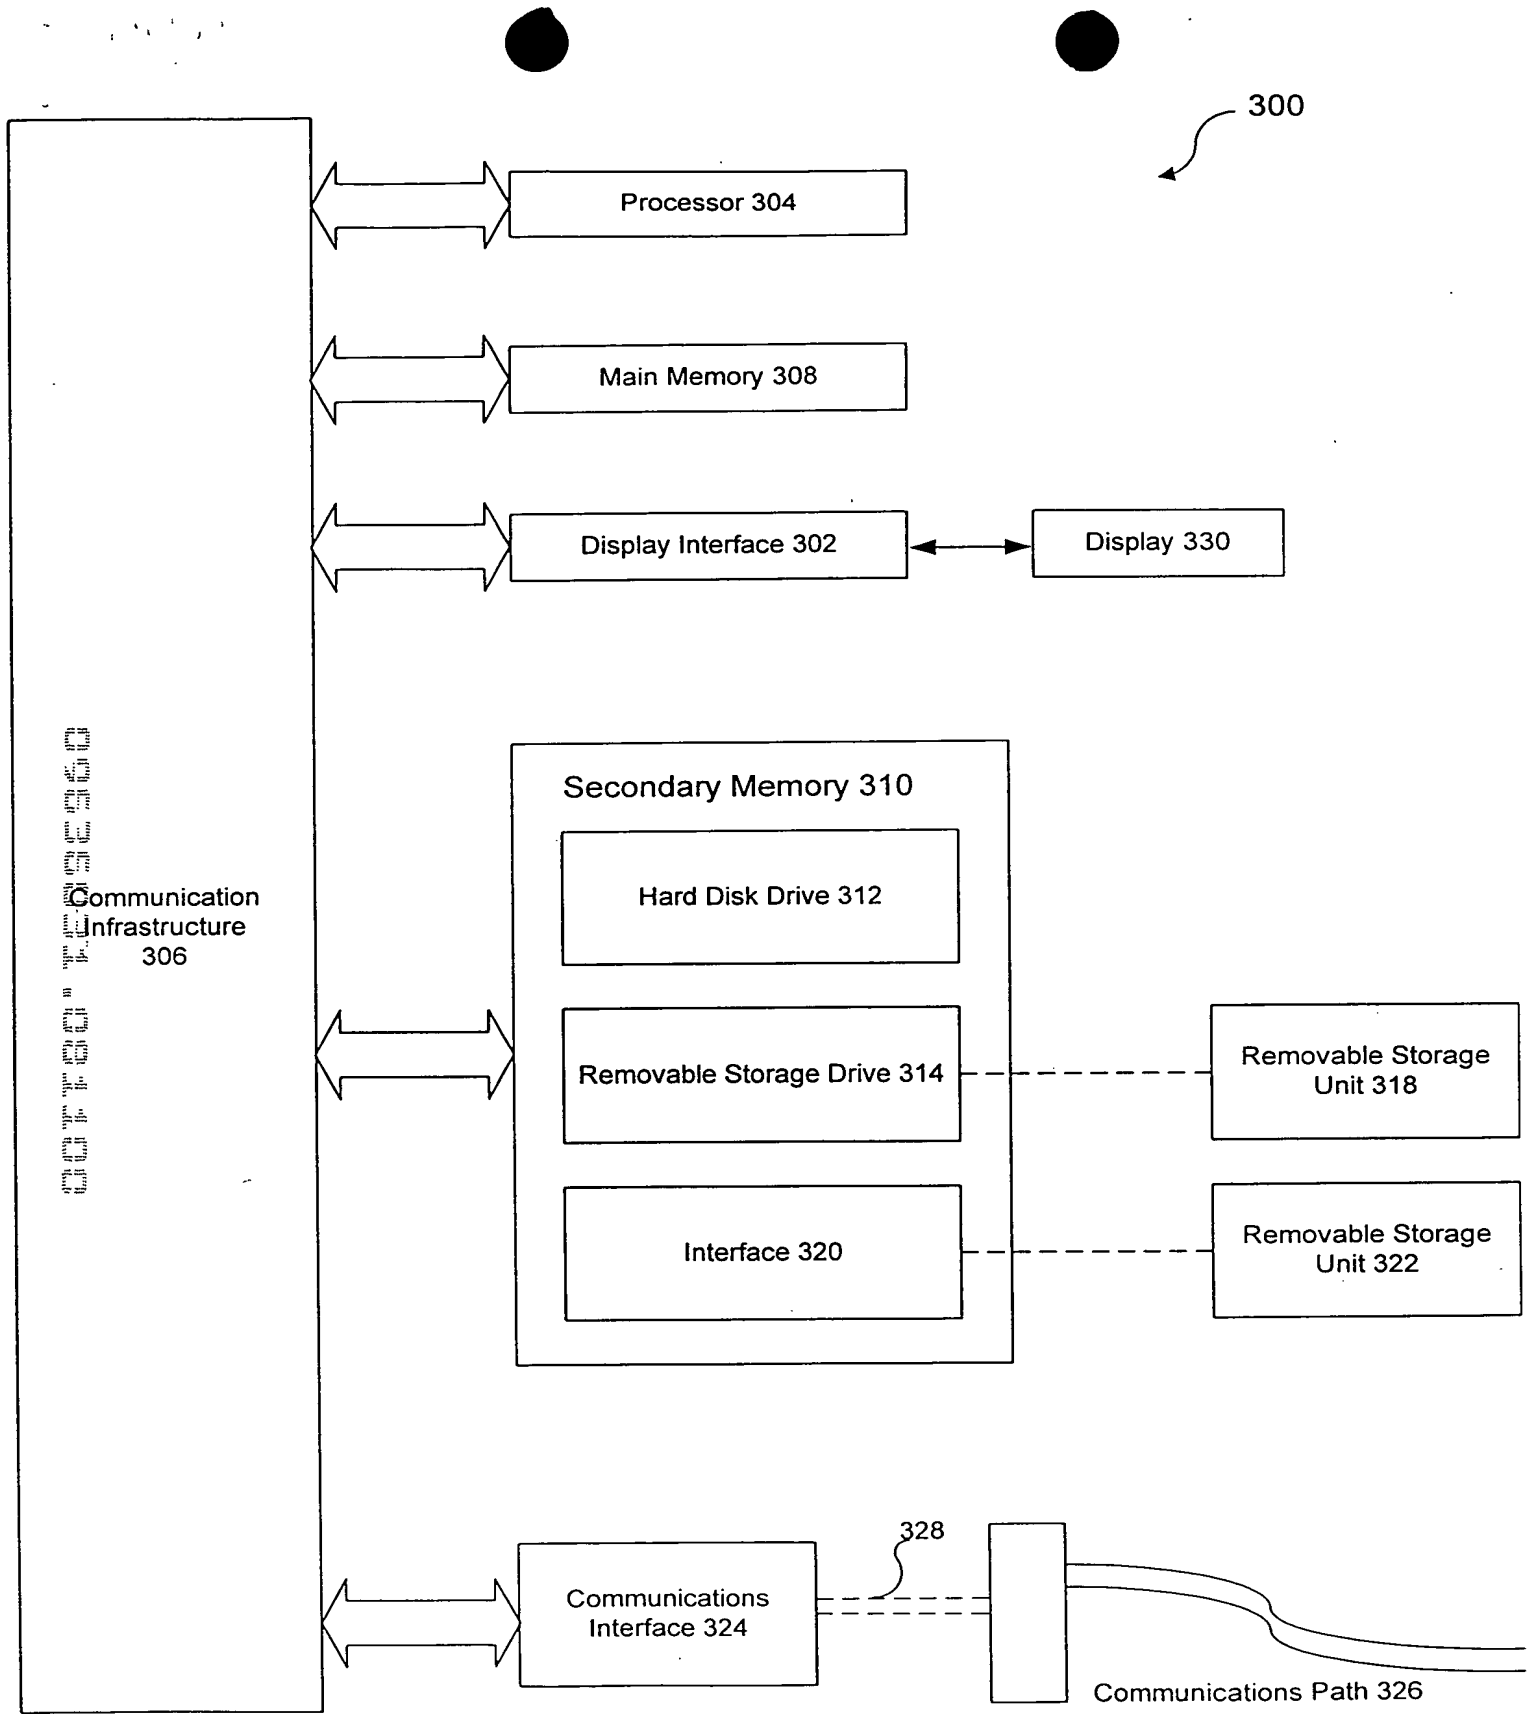 300
Processor 304
Main Memory 308
Display Interface 302
Display 330
Secondary Memory 310
Hard Disk Drive 312
Communication
Infrastructure
306
Removable Storage Drive 314
Removable Storage
Unit 318
Interface 320
Removable Storage
Unit 322
328
Communications
Interface 324
Communications Path 326